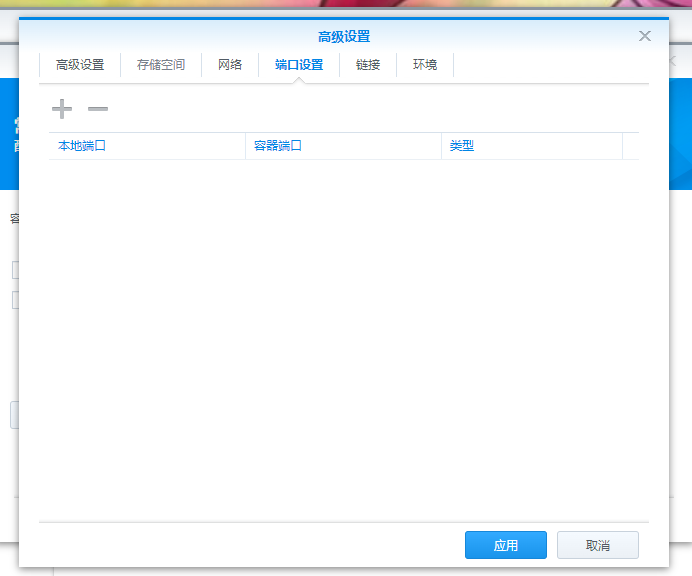 高级设置
高级设置 存储空间 网络 端口设置 链接 环境
本地端口 容器端口 类型
容
应用 取消